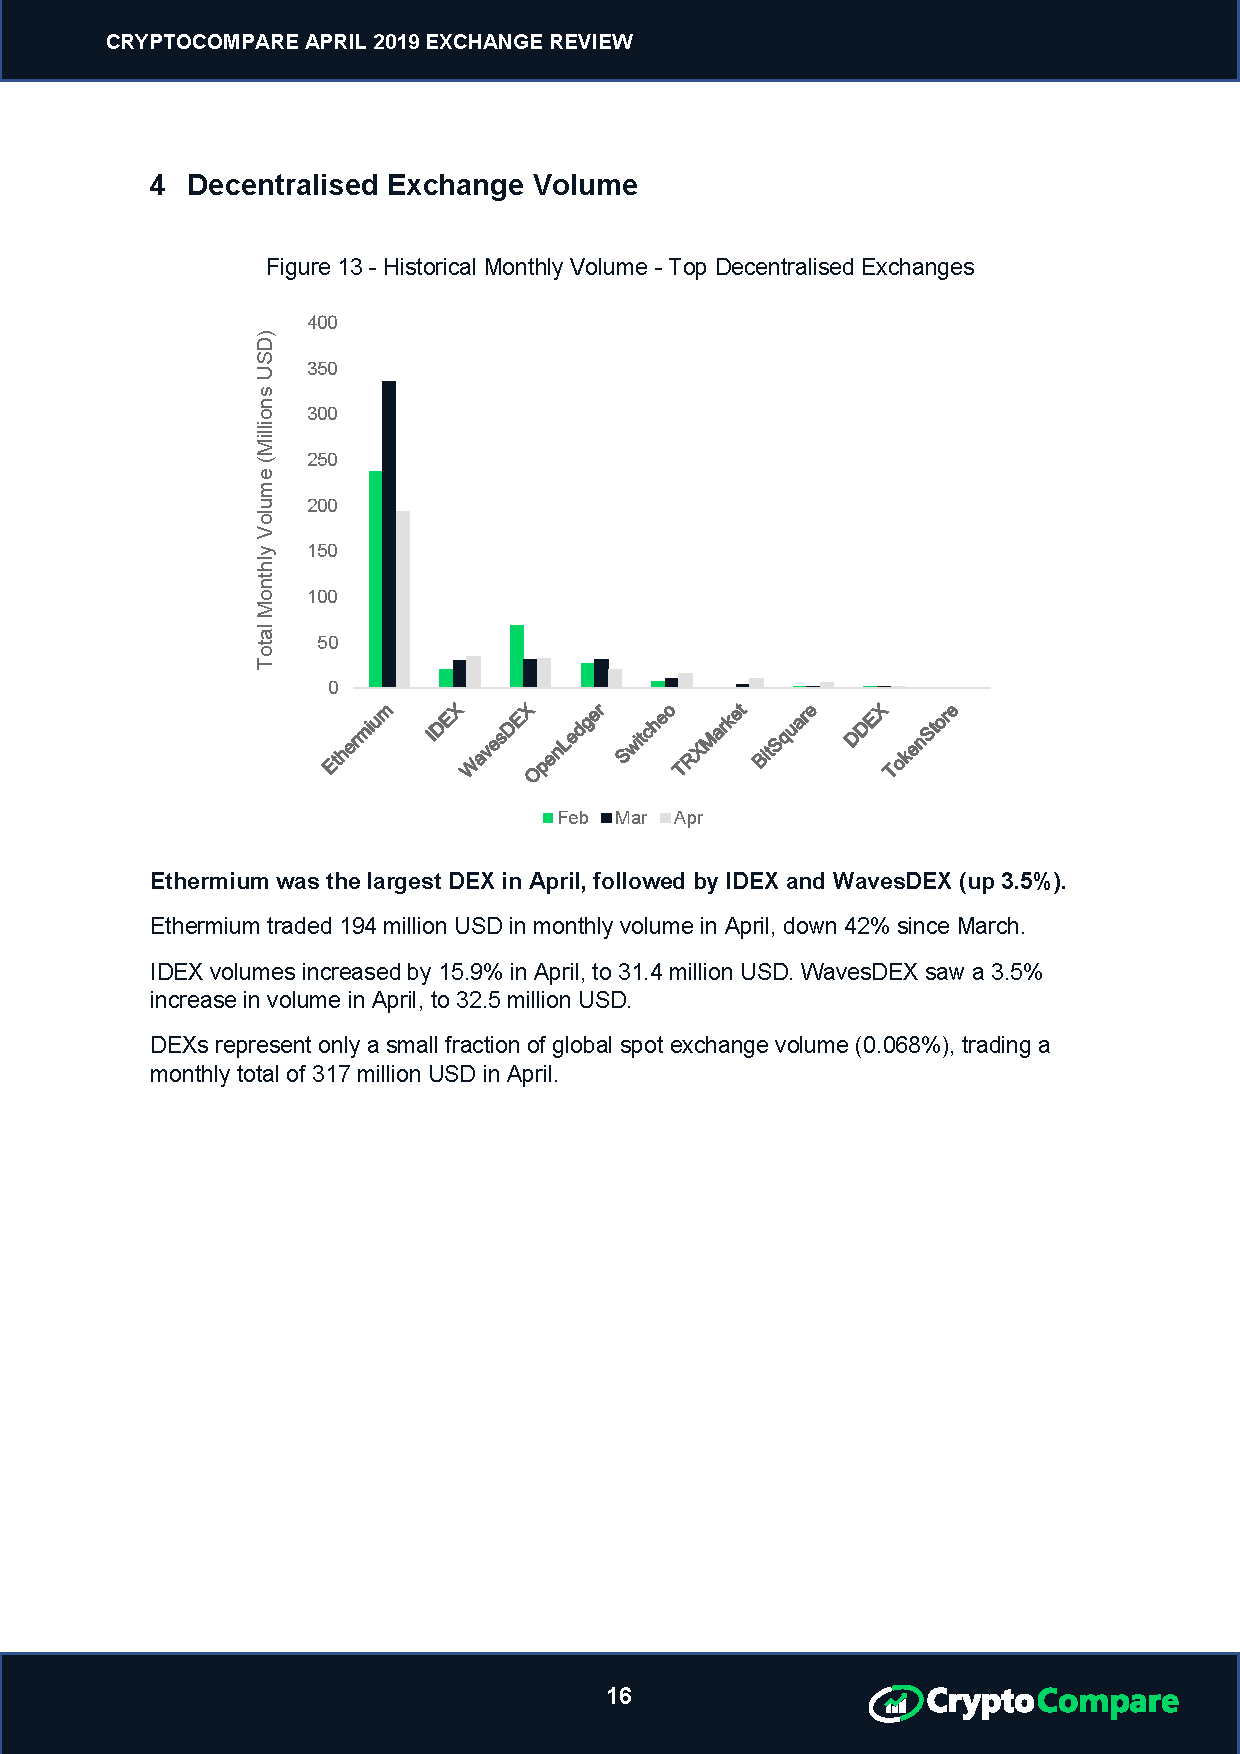 CRYPTOCOMPARE APRIL 2019 EXCHANGE REVIEW
4 Decentralised Exchange Volume
Figure 13 - Historical Monthly Volume - Top Decentralised Exchanges
Total Monthly Volume (Millions USD)
400
350
300
250
200
150
100
50
0
Ethermium
IDEX
WavesDEX
OpenLedger
Switcheo
TRXMarket
BitSquare
DDEX
TokenStore
Feb Mar Apr
Ethermium was the largest DEX in April, followed by IDEX and WavesDEX (up 3.5%).
Ethermium traded 194 million USD in monthly volume in April, down 42% since March.
IDEX volumes increased by 15.9% in April, to 31.4 million USD. WavesDEX saw a 3.5%
increase in volume in April, to 32.5 million USD.
DEXs represent only a small fraction of global spot exchange volume (0.068%), trading a
monthly total of 317 million USD in April.
16
CryptoCompare